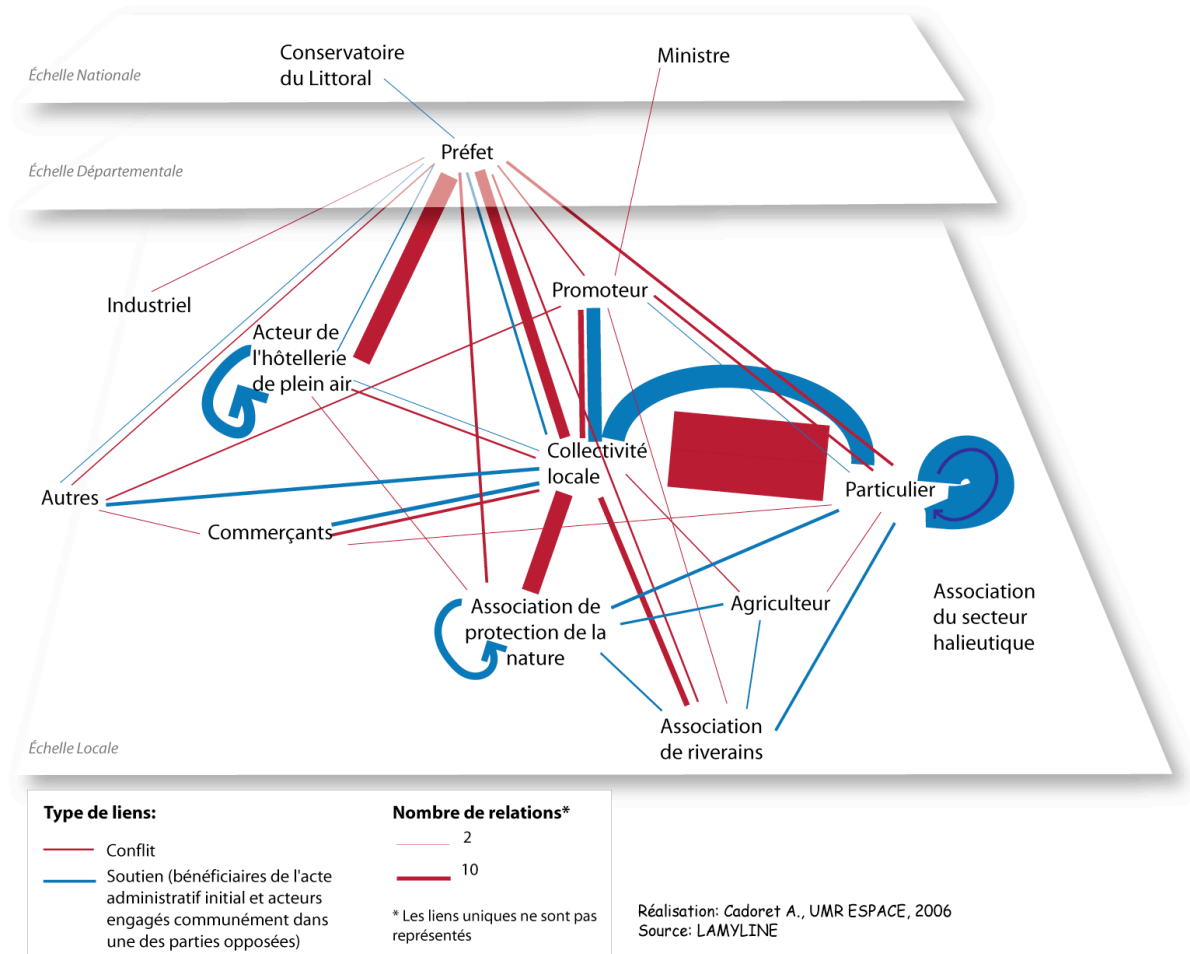 Conservatoire
du Littoral
Ministre
Échelle Nationale
Préfet
Échelle Départementale
Promoteur
Industriel
Acteur de
l'hôtellerie
de plein air
Collectivité
locale
Particulier
Autres
Commerçants
Association de
protection de la
nature
Agriculteur
Association
du secteur
halieutique
Association
de riverains
Échelle Locale
Type de liens:
Conflit
Soutien (bénéficiaires de l'acte
administratif initial et acteurs
engagés communément dans
une des parties opposées)
Nombre de relations*
2
10
* Les liens uniques ne sont pas
représentés
Réalisation: Cadoret A., UMR ESPACE, 2006
Source: LAMYLINE